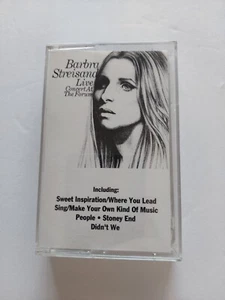 Barbra
Streisand
Live
Concert At
The Forum
Including:
Sweet Inspiration/Where You Lead
Sing/Make Your Own Kind Of Music
People • Stoney End
Didn't We